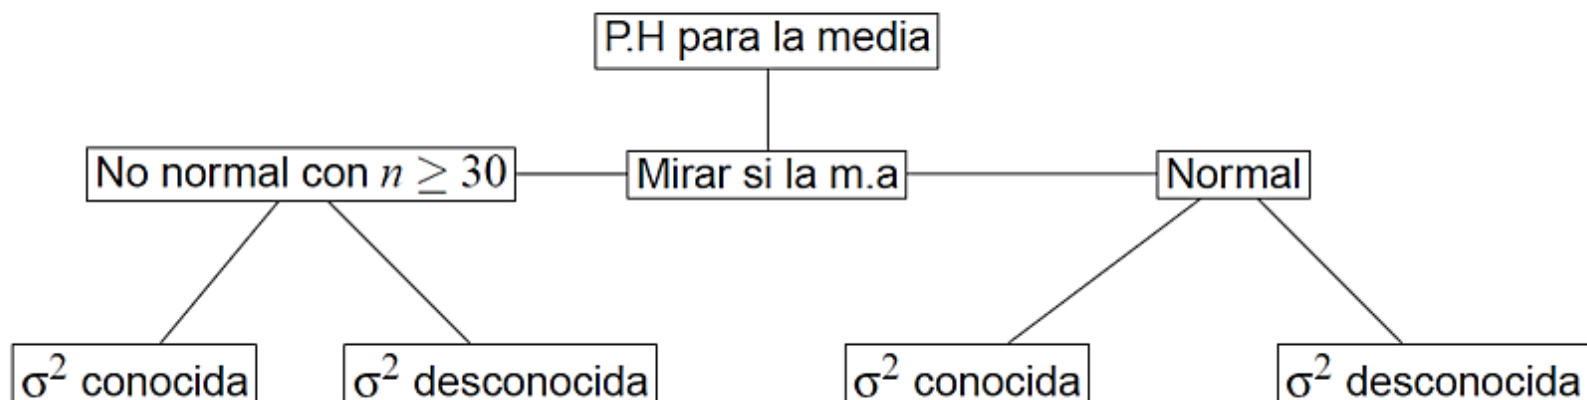 P.H para la media
No normal con n ≥ 30
Mirar si la m.a
Normal
σ² conocida
σ² desconocida
σ² conocida
σ² desconocida